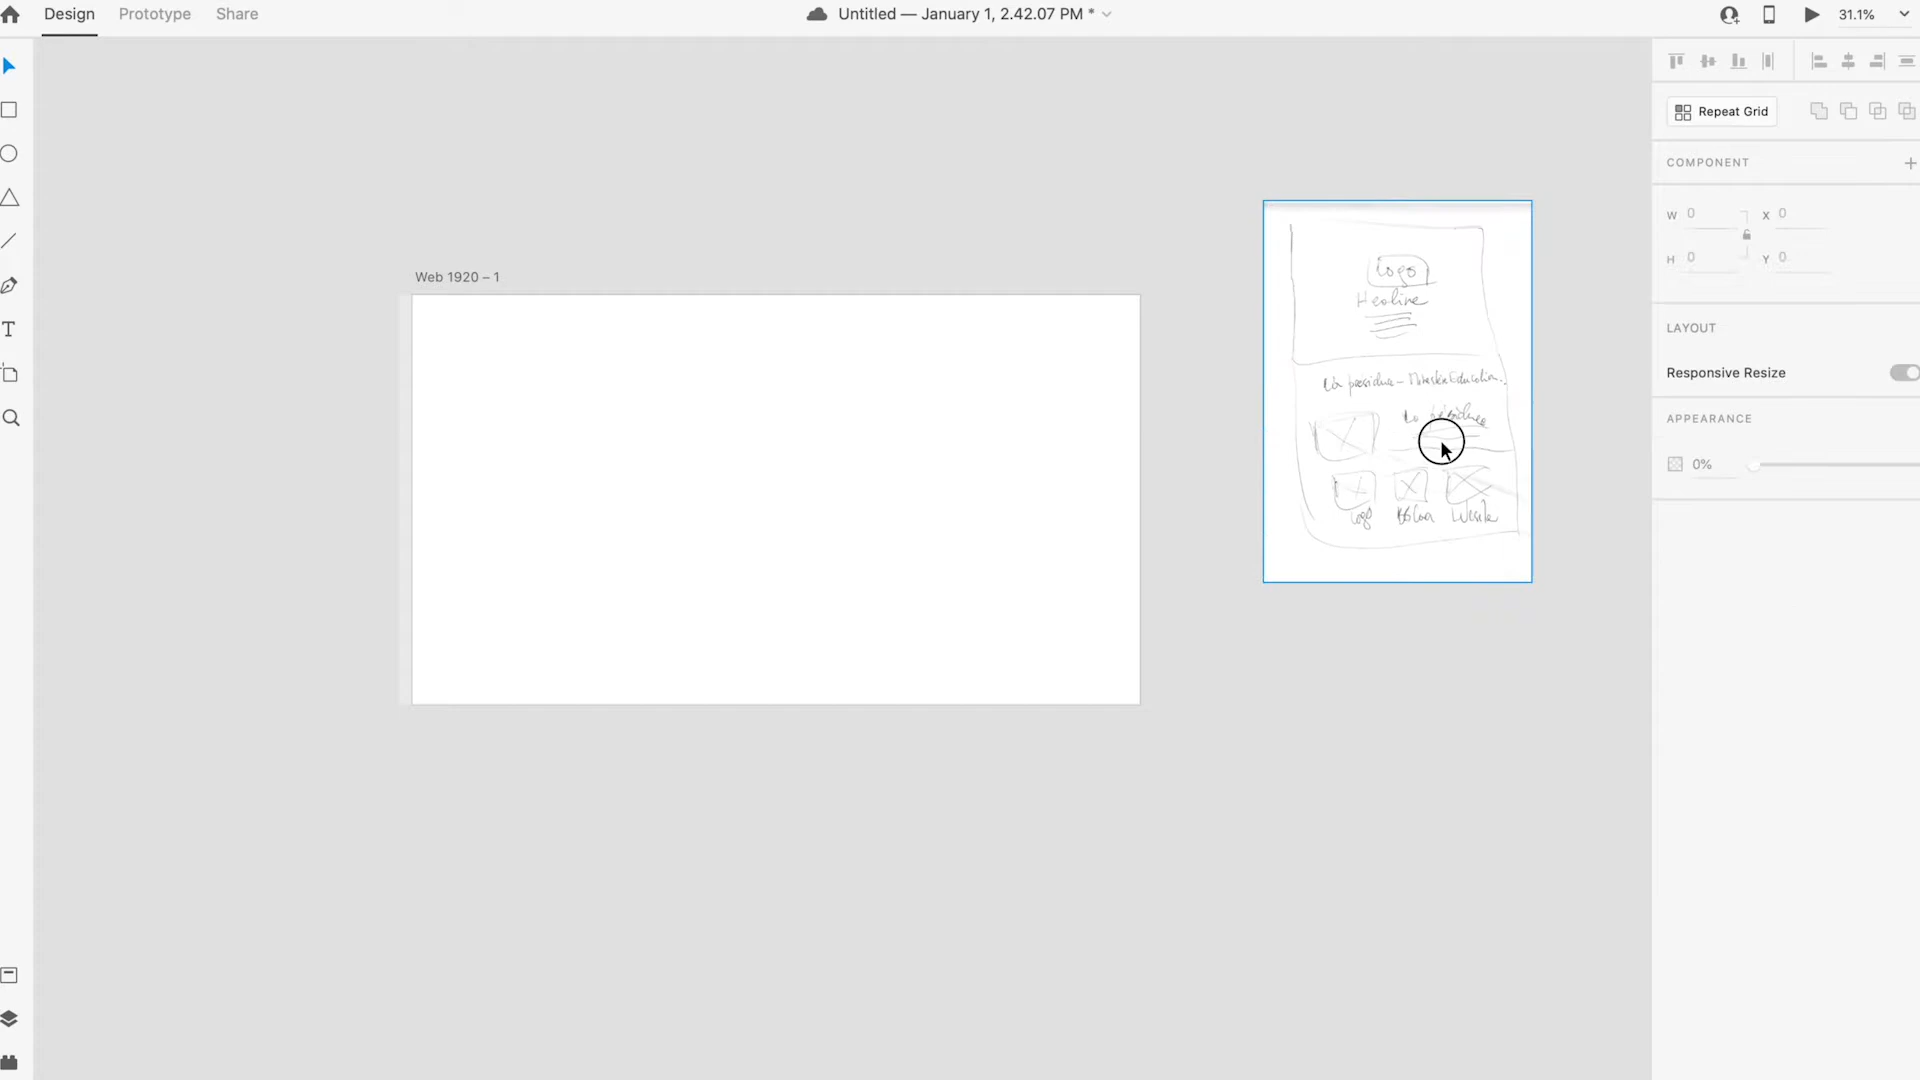 Design Prototype Share
Untitled — January 1, 2.42.07 PM *
31.1%
Repeat Grid
COMPONENT
W 0 X 0
H 0 Y 0
LAYOUT
Responsive Resize
APPEARANCE
0%
Web 1920 – 1
Logo
Logo